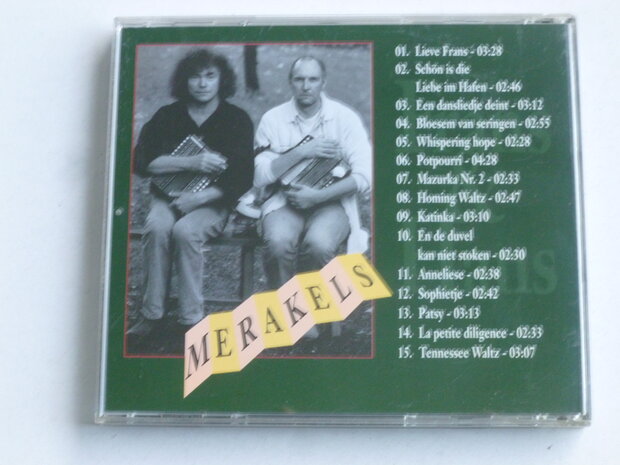 01. Lieve Frans - 03:28
02. Schön is die
Liebe im Hafen - 02:46
03. Een dansliedje deint - 03:12
04. Bloesem van seringen - 02:55
05. Whispering hope - 02:28
06. Potpourri - 04:28
07. Mazurka Nr. 2 - 02:33
08. Homing Waltz - 02:47
09. Katinka - 03:10
10. En de duvel
kan niet stoken - 02:30
11. Anneliese - 02:38
12. Sophietje - 02:42
13. Patsy - 03:13
14. La petite diligence - 02:33
15. Tennessee Waltz - 03:07
MERAKELS